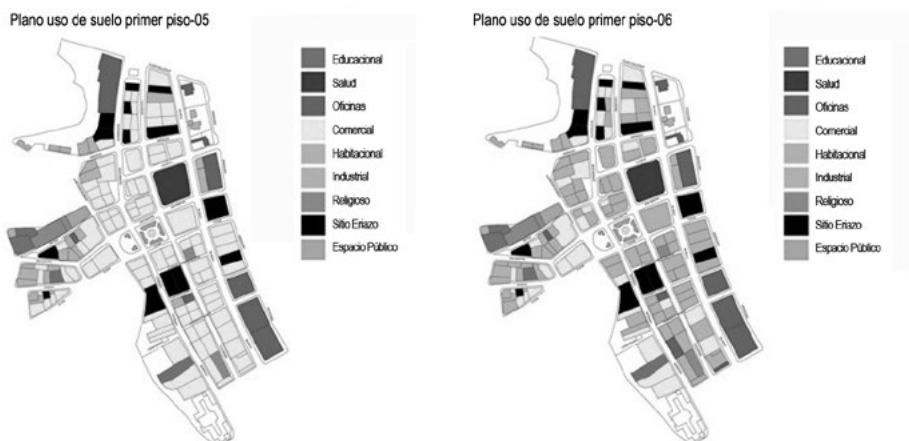 Plano uso de suelo primer piso-05
Educacional
Salud
Oficinas
Comercial
Habitacional
Industrial
Religioso
Sitio Eriazo
Espacio Público
Plano uso de suelo primer piso-06
Educacional
Salud
Oficinas
Comercial
Habitacional
Industrial
Religioso
Sitio Eriazo
Espacio Público